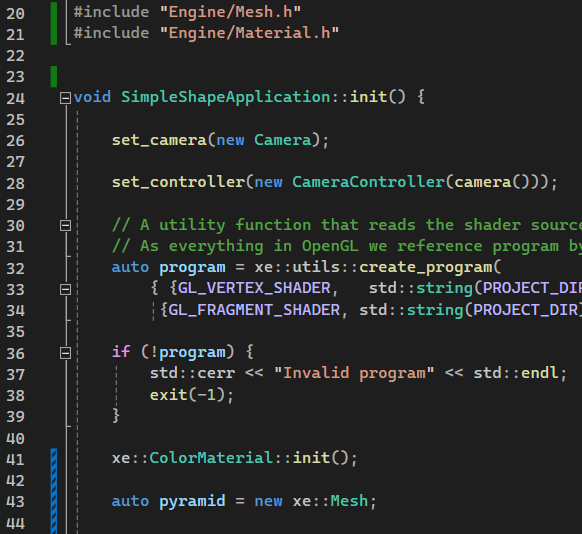 20 #include "Engine/Mesh.h"
21 #include "Engine/Material.h"
22
23
24 void SimpleShapeApplication::init() {
25
26 set_camera(new Camera);
27
28 set_controller(new CameraController(camera()));
29
30 // A utility function that reads the shader source
31 // As everything in OpenGL we reference program by
32 auto program = xe::utils::create_program(
33 { {GL_VERTEX_SHADER, std::string(PROJECT_DIR
34 {GL_FRAGMENT_SHADER, std::string(PROJECT_DIR)
35
36 if (!program) {
37 std::cerr << "Invalid program" << std::endl;
38 exit(-1);
39 }
40
41 xe::ColorMaterial::init();
42
43 auto pyramid = new xe::Mesh;
44